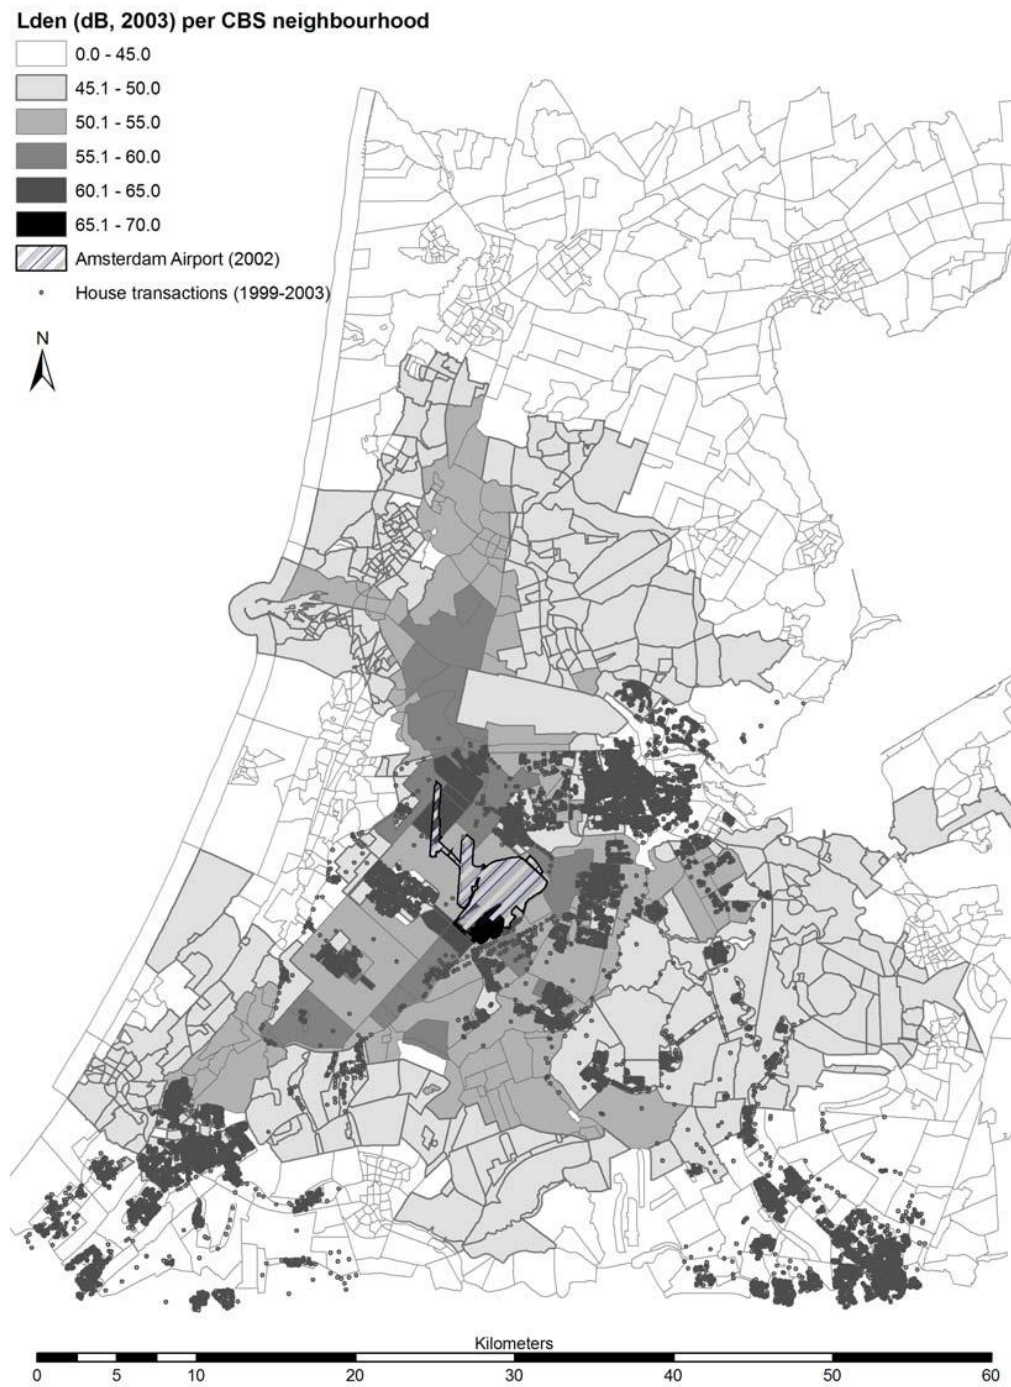 Lden (dB, 2003) per CBS neighbourhood
0.0 - 45.0
45.1 - 50.0
50.1 - 55.0
55.1 - 60.0
60.1 - 65.0
65.1 - 70.0
Amsterdam Airport (2002)
House transactions (1999-2003)
N
Kilometers
0 5 10 20 30 40 50 60